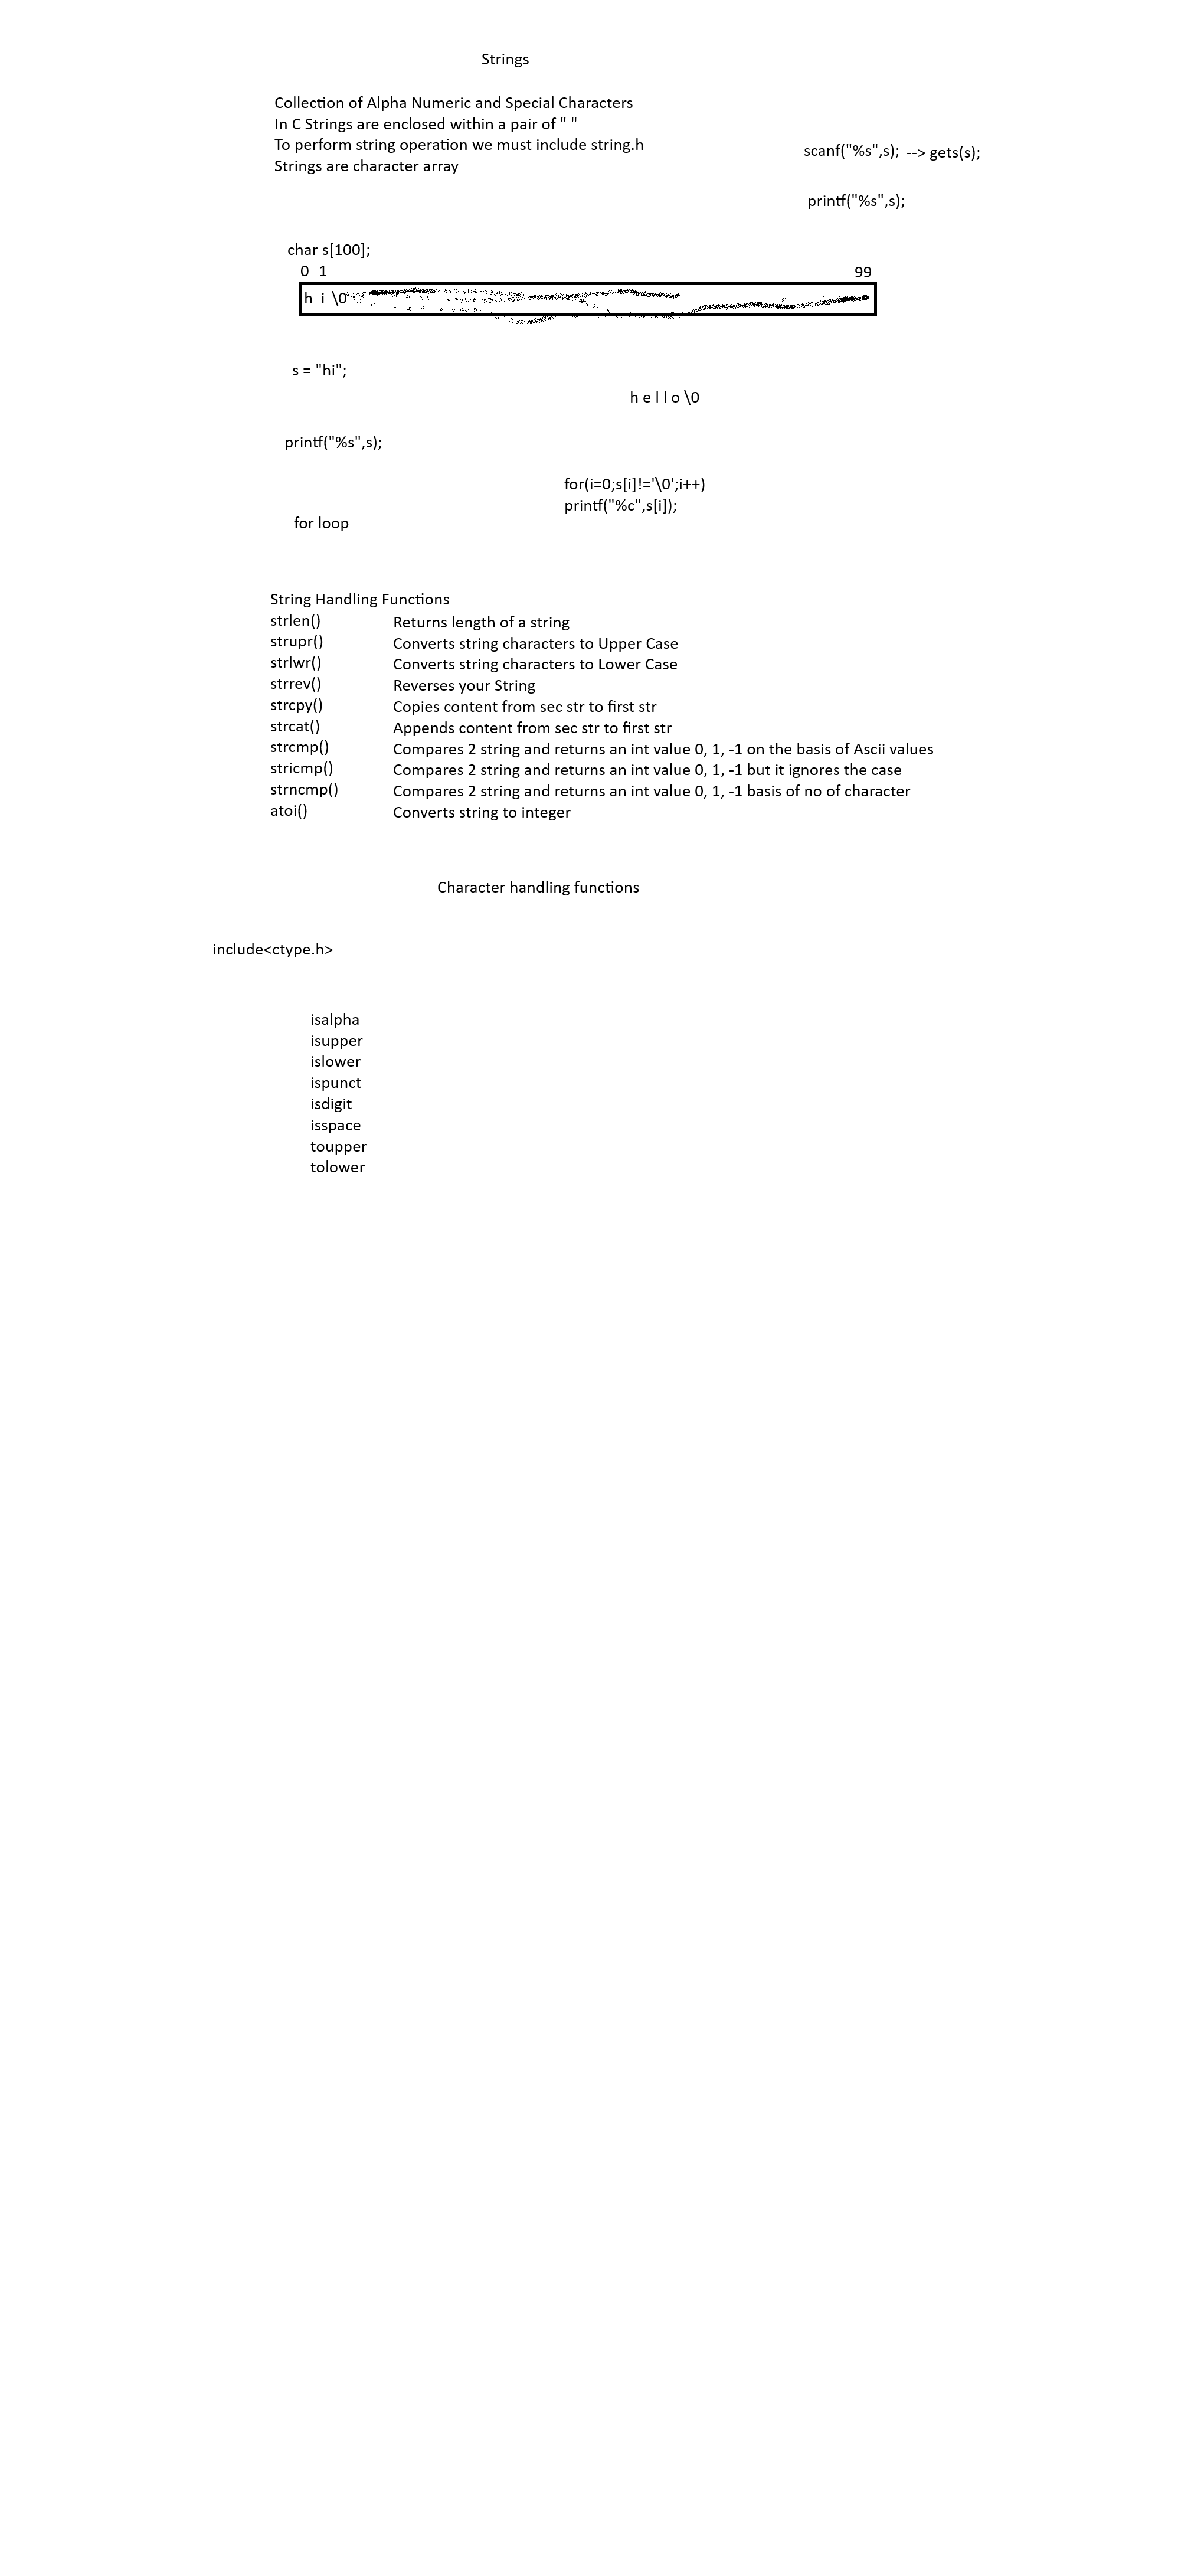 Strings
Collection of Alpha Numeric and Special Characters
In C Strings are enclosed within a pair of " "
To perform string operation we must include string.h
Strings are character array
scanf("%s",s); --> gets(s);
printf("%s",s);
char s[100];
0 1 99
h i \0
s = "hi";
h e l l o \0
printf("%s",s);
for(i=0;s[i]!='\0';i++)
printf("%c",s[i]);
for loop
String Handling Functions
strlen() Returns length of a string
strupr() Converts string characters to Upper Case
strlwr() Converts string characters to Lower Case
strrev() Reverses your String
strcpy() Copies content from sec str to first str
strcat() Appends content from sec str to first str
strcmp() Compares 2 string and returns an int value 0, 1, -1 on the basis of Ascii values
stricmp() Compares 2 string and returns an int value 0, 1, -1 but it ignores the case
strncmp() Compares 2 string and returns an int value 0, 1, -1 basis of no of character
atoi() Converts string to integer
Character handling functions
include<ctype.h>
isalpha
isupper
islower
ispunct
isdigit
isspace
toupper
tolower